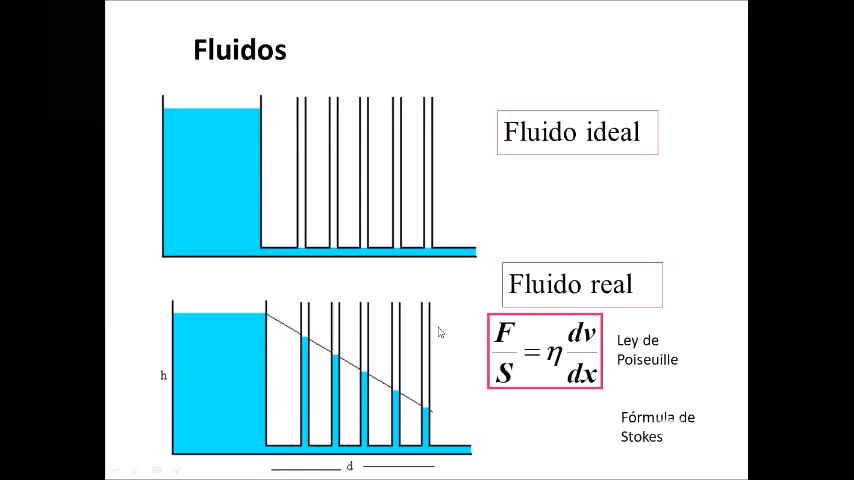 Fluidos
Fluido ideal
Fluido real
F/S = η dv/dx
Ley de
Poiseuille
h
Fórmula de
Stokes
d